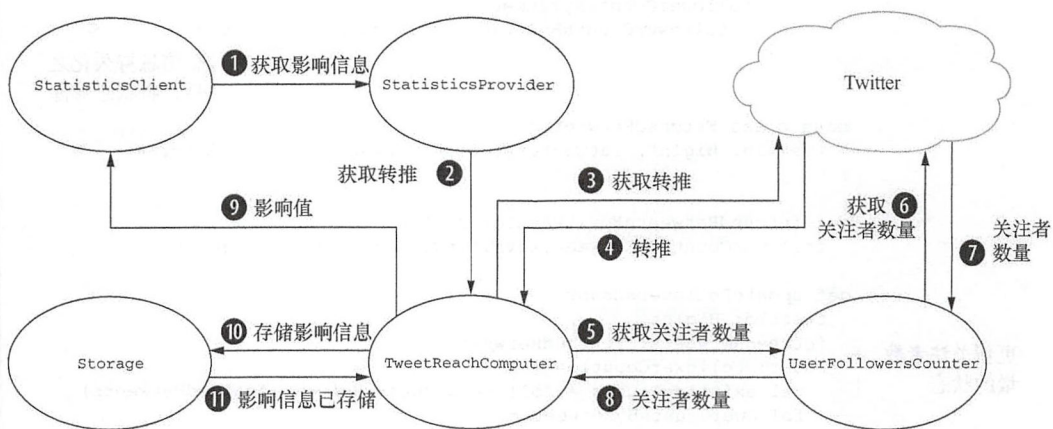 ❶ 获取影响信息
StatisticsClient
StatisticsProvider
Twitter
获取转推 ❷
❸ 获取转推
❾ 影响值
❹ 转推
获取 ❻
关注者数量
❼ 关注者
数量
❿ 存储影响信息
❺ 获取关注者数量
Storage
TweetReachComputer
UserFollowersCounter
⓫ 影响信息已存储
❽ 关注者数量